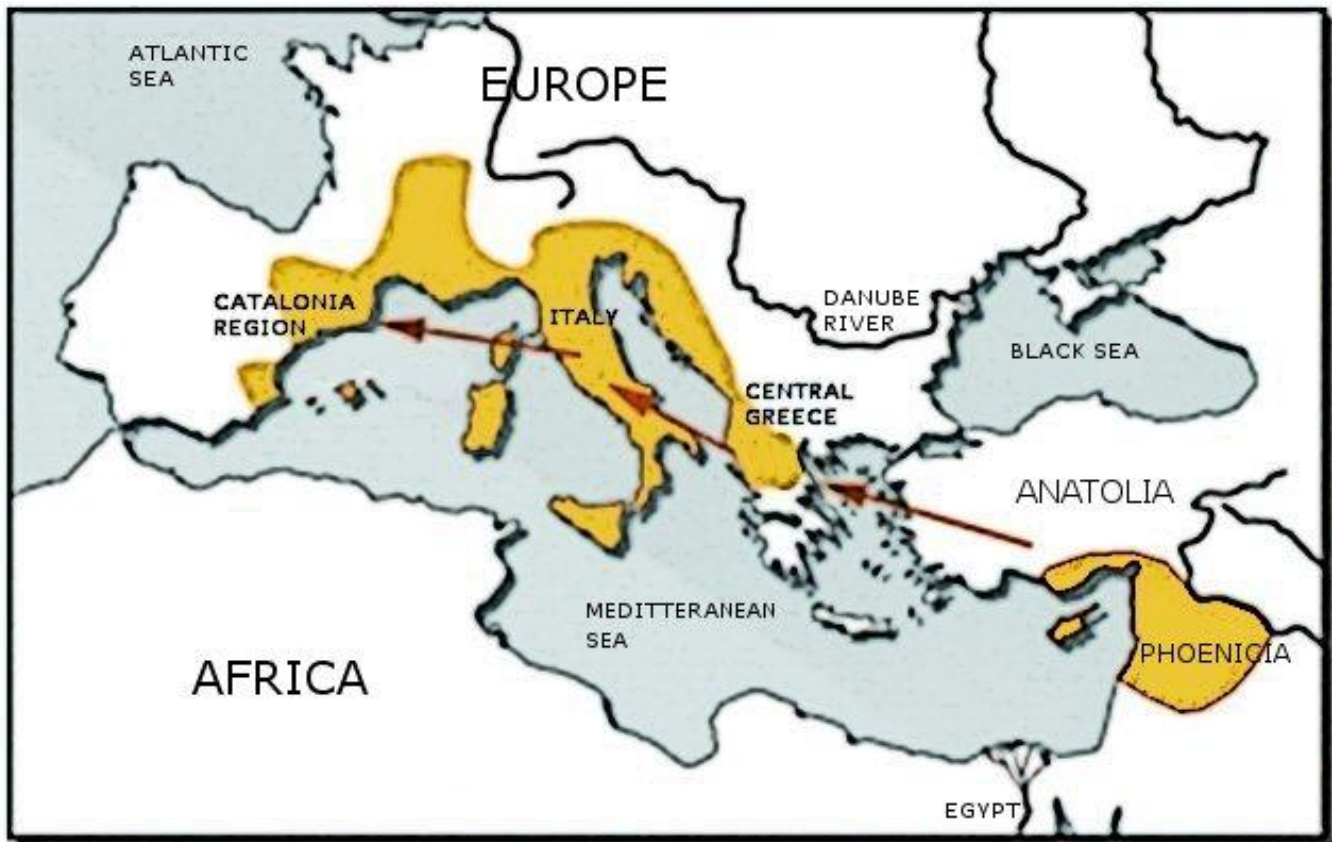 ATLANTIC
SEA
EUROPE
CATALONIA
REGION
ITALY
DANUBE
RIVER
BLACK SEA
CENTRAL
GREECE
ANATOLIA
MEDITTERANEAN
SEA
PHOENICIA
AFRICA
EGYPT